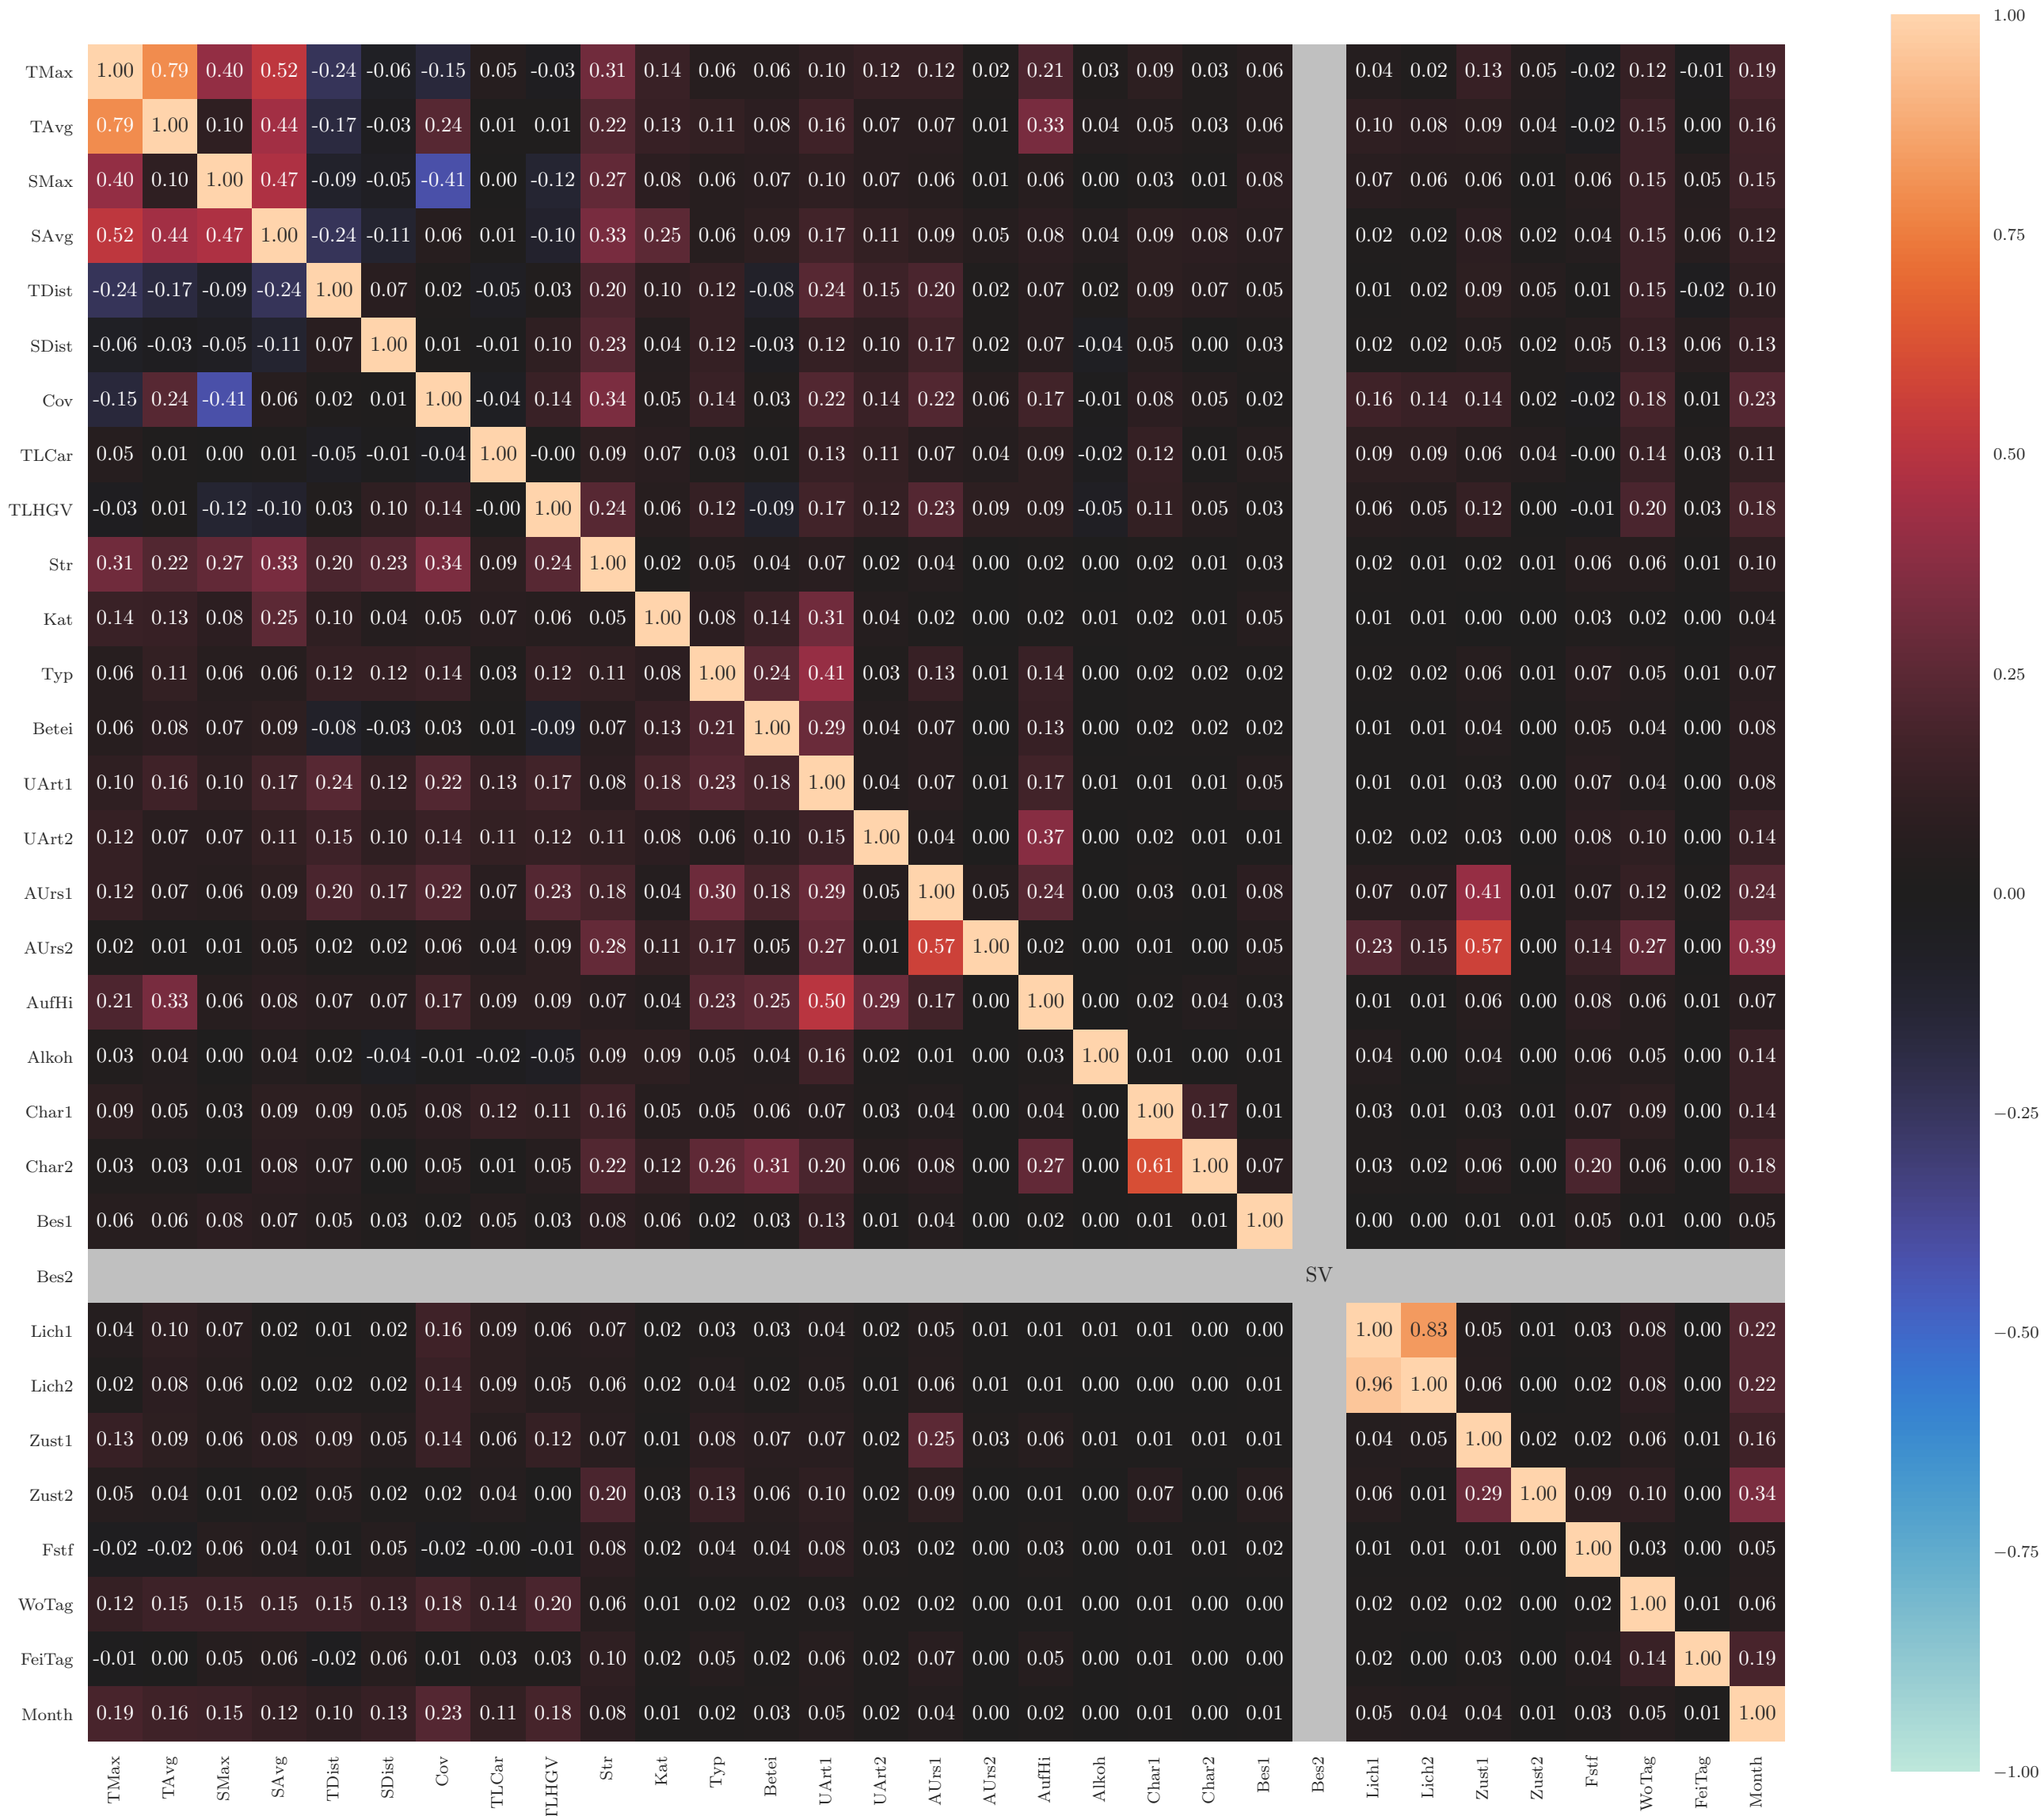 1.00
TMax 1.00 0.79 0.40 0.52 -0.24 -0.06 -0.15 0.05 -0.03 0.31 0.14 0.06 0.06 0.10 0.12 0.12 0.02 0.21 0.03 0.09 0.03 0.06 0.04 0.02 0.13 0.05 -0.02 0.12 -0.01 0.19
TAvg 0.79 1.00 0.10 0.44 -0.17 -0.03 0.24 0.01 0.01 0.22 0.13 0.11 0.08 0.16 0.07 0.07 0.01 0.33 0.04 0.05 0.03 0.06 0.10 0.08 0.09 0.04 -0.02 0.15 0.00 0.16
SMax 0.40 0.10 1.00 0.47 -0.09 -0.05 -0.41 0.00 -0.12 0.27 0.08 0.06 0.07 0.10 0.07 0.06 0.01 0.06 0.00 0.03 0.01 0.08 0.07 0.06 0.06 0.01 0.06 0.15 0.05 0.15
SAvg 0.52 0.44 0.47 1.00 -0.24 -0.11 0.06 0.01 -0.10 0.33 0.25 0.06 0.09 0.17 0.11 0.09 0.05 0.08 0.04 0.09 0.08 0.07 0.02 0.02 0.08 0.02 0.04 0.15 0.06 0.12
0.75
TDist -0.24 -0.17 -0.09 -0.24 1.00 0.07 0.02 -0.05 0.03 0.20 0.10 0.12 -0.08 0.24 0.15 0.20 0.02 0.07 0.02 0.09 0.07 0.05 0.01 0.02 0.09 0.05 0.01 0.15 -0.02 0.10
SDist -0.06 -0.03 -0.05 -0.11 0.07 1.00 0.01 -0.01 0.10 0.23 0.04 0.12 -0.03 0.12 0.10 0.17 0.02 0.07 -0.04 0.05 0.00 0.03 0.02 0.02 0.05 0.02 0.05 0.13 0.06 0.13
Cov -0.15 0.24 -0.41 0.06 0.02 0.01 1.00 -0.04 0.14 0.34 0.05 0.14 0.03 0.22 0.14 0.22 0.06 0.17 -0.01 0.08 0.05 0.02 0.16 0.14 0.14 0.02 -0.02 0.18 0.01 0.23
TLCar 0.05 0.01 0.00 0.01 -0.05 -0.01 -0.04 1.00 -0.00 0.09 0.07 0.03 0.01 0.13 0.11 0.07 0.04 0.09 -0.02 0.12 0.01 0.05 0.09 0.09 0.06 0.04 -0.00 0.14 0.03 0.11
0.50
TLHGV -0.03 0.01 -0.12 -0.10 0.03 0.10 0.14 -0.00 1.00 0.24 0.06 0.12 -0.09 0.17 0.12 0.23 0.09 0.09 -0.05 0.11 0.05 0.03 0.06 0.05 0.12 0.00 -0.01 0.20 0.03 0.18
Str 0.31 0.22 0.27 0.33 0.20 0.23 0.34 0.09 0.24 1.00 0.02 0.05 0.04 0.07 0.02 0.04 0.00 0.02 0.00 0.02 0.01 0.03 0.02 0.01 0.02 0.01 0.06 0.06 0.01 0.10
Kat 0.14 0.13 0.08 0.25 0.10 0.04 0.05 0.07 0.06 0.05 1.00 0.08 0.14 0.31 0.04 0.02 0.00 0.02 0.01 0.02 0.01 0.05 0.01 0.01 0.00 0.00 0.03 0.02 0.00 0.04
Typ 0.06 0.11 0.06 0.06 0.12 0.12 0.14 0.03 0.12 0.11 0.08 1.00 0.24 0.41 0.03 0.13 0.01 0.14 0.00 0.02 0.02 0.02 0.02 0.02 0.06 0.01 0.07 0.05 0.01 0.07
0.25
Betei 0.06 0.08 0.07 0.09 -0.08 -0.03 0.03 0.01 -0.09 0.07 0.13 0.21 1.00 0.29 0.04 0.07 0.00 0.13 0.00 0.02 0.02 0.02 0.01 0.01 0.04 0.00 0.05 0.04 0.00 0.08
UArt1 0.10 0.16 0.10 0.17 0.24 0.12 0.22 0.13 0.17 0.08 0.18 0.23 0.18 1.00 0.04 0.07 0.01 0.17 0.01 0.01 0.01 0.05 0.01 0.01 0.03 0.00 0.07 0.04 0.00 0.08
UArt2 0.12 0.07 0.07 0.11 0.15 0.10 0.14 0.11 0.12 0.11 0.08 0.06 0.10 0.15 1.00 0.04 0.00 0.37 0.00 0.02 0.01 0.01 0.02 0.02 0.03 0.00 0.08 0.10 0.00 0.14
AUrs1 0.12 0.07 0.06 0.09 0.20 0.17 0.22 0.07 0.23 0.18 0.04 0.30 0.18 0.29 0.05 1.00 0.05 0.24 0.00 0.03 0.01 0.08 0.07 0.07 0.41 0.01 0.07 0.12 0.02 0.24
0.00
AUrs2 0.02 0.01 0.01 0.05 0.02 0.02 0.06 0.04 0.09 0.28 0.11 0.17 0.05 0.27 0.01 0.57 1.00 0.02 0.00 0.01 0.00 0.05 0.23 0.15 0.57 0.00 0.14 0.27 0.00 0.39
AufHi 0.21 0.33 0.06 0.08 0.07 0.07 0.17 0.09 0.09 0.07 0.04 0.23 0.25 0.50 0.29 0.17 0.00 1.00 0.00 0.02 0.04 0.03 0.01 0.01 0.06 0.00 0.08 0.06 0.01 0.07
Alkoh 0.03 0.04 0.00 0.04 0.02 -0.04 -0.01 -0.02 -0.05 0.09 0.09 0.05 0.04 0.16 0.02 0.01 0.00 0.03 1.00 0.01 0.00 0.01 0.04 0.00 0.04 0.00 0.06 0.05 0.00 0.14
Char1 0.09 0.05 0.03 0.09 0.09 0.05 0.08 0.12 0.11 0.16 0.05 0.05 0.06 0.07 0.03 0.04 0.00 0.04 0.00 1.00 0.17 0.01 0.03 0.01 0.03 0.01 0.07 0.09 0.00 0.14
−0.25
Char2 0.03 0.03 0.01 0.08 0.07 0.00 0.05 0.01 0.05 0.22 0.12 0.26 0.31 0.20 0.06 0.08 0.00 0.27 0.00 0.61 1.00 0.07 0.03 0.02 0.06 0.00 0.20 0.06 0.00 0.18
Bes1 0.06 0.06 0.08 0.07 0.05 0.03 0.02 0.05 0.03 0.08 0.06 0.02 0.03 0.13 0.01 0.04 0.00 0.02 0.00 0.01 0.01 1.00 0.00 0.00 0.01 0.01 0.05 0.01 0.00 0.05
Bes2 SV
Lich1 0.04 0.10 0.07 0.02 0.01 0.02 0.16 0.09 0.06 0.07 0.02 0.03 0.03 0.04 0.02 0.05 0.01 0.01 0.01 0.01 0.00 0.00 1.00 0.83 0.05 0.01 0.03 0.08 0.00 0.22
−0.50
Lich2 0.02 0.08 0.06 0.02 0.02 0.02 0.14 0.09 0.05 0.06 0.02 0.04 0.02 0.05 0.01 0.06 0.01 0.01 0.00 0.00 0.00 0.01 0.96 1.00 0.06 0.00 0.02 0.08 0.00 0.22
Zust1 0.13 0.09 0.06 0.08 0.09 0.05 0.14 0.06 0.12 0.07 0.01 0.08 0.07 0.07 0.02 0.25 0.03 0.06 0.01 0.01 0.01 0.01 0.04 0.05 1.00 0.02 0.02 0.06 0.01 0.16
Zust2 0.05 0.04 0.01 0.02 0.05 0.02 0.02 0.04 0.00 0.20 0.03 0.13 0.06 0.10 0.02 0.09 0.00 0.01 0.00 0.07 0.00 0.06 0.06 0.01 0.29 1.00 0.09 0.10 0.00 0.34
Fstf -0.02 -0.02 0.06 0.04 0.01 0.05 -0.02 -0.00 -0.01 0.08 0.02 0.04 0.04 0.08 0.03 0.02 0.00 0.03 0.00 0.01 0.01 0.02 0.01 0.01 0.01 0.00 1.00 0.03 0.00 0.05
−0.75
WoTag 0.12 0.15 0.15 0.15 0.15 0.13 0.18 0.14 0.20 0.06 0.01 0.02 0.02 0.03 0.02 0.02 0.00 0.01 0.00 0.01 0.00 0.00 0.02 0.02 0.02 0.00 0.02 1.00 0.01 0.06
FeiTag -0.01 0.00 0.05 0.06 -0.02 0.06 0.01 0.03 0.03 0.10 0.02 0.05 0.02 0.06 0.02 0.07 0.00 0.05 0.00 0.01 0.00 0.00 0.02 0.00 0.03 0.00 0.04 0.14 1.00 0.19
Month 0.19 0.16 0.15 0.12 0.10 0.13 0.23 0.11 0.18 0.08 0.01 0.02 0.03 0.05 0.02 0.04 0.00 0.02 0.00 0.01 0.00 0.01 0.05 0.04 0.04 0.01 0.03 0.05 0.01 1.00
−1.00
TMax TAvg SMax SAvg TDist SDist Cov TLCar TLHGV Str Kat Typ Betei UArt1 UArt2 AUrs1 AUrs2 AufHi Alkoh Char1 Char2 Bes1 Bes2 Lich1 Lich2 Zust1 Zust2 Fstf WoTag FeiTag Month